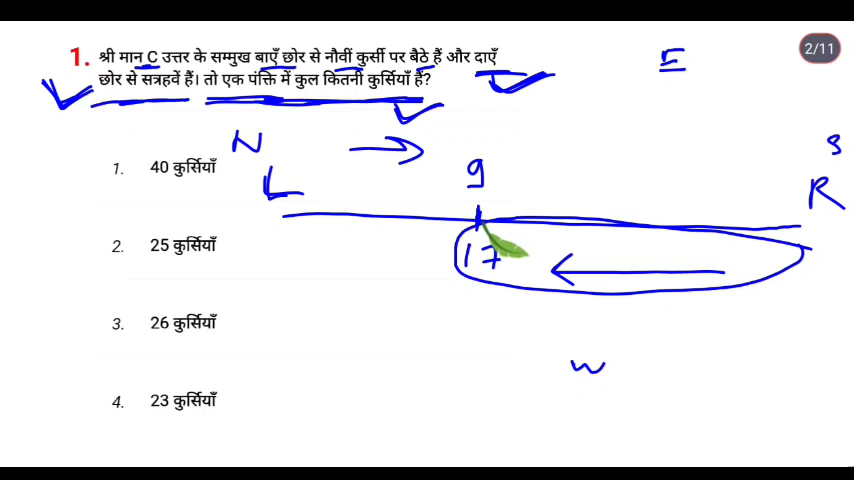 1. श्री मान C उत्तर के सम्मुख बाएँ छोर से नौवीं कुर्सी पर बैठे हैं और दाएँ
छोर से सत्रहवें हैं। तो एक पंक्ति में कुल कितनी कुर्सियाँ हैं?
2/11
E
N
S
1. 40 कुर्सियाँ
9
L
R
2. 25 कुर्सियाँ
17
3. 26 कुर्सियाँ
W
4. 23 कुर्सियाँ